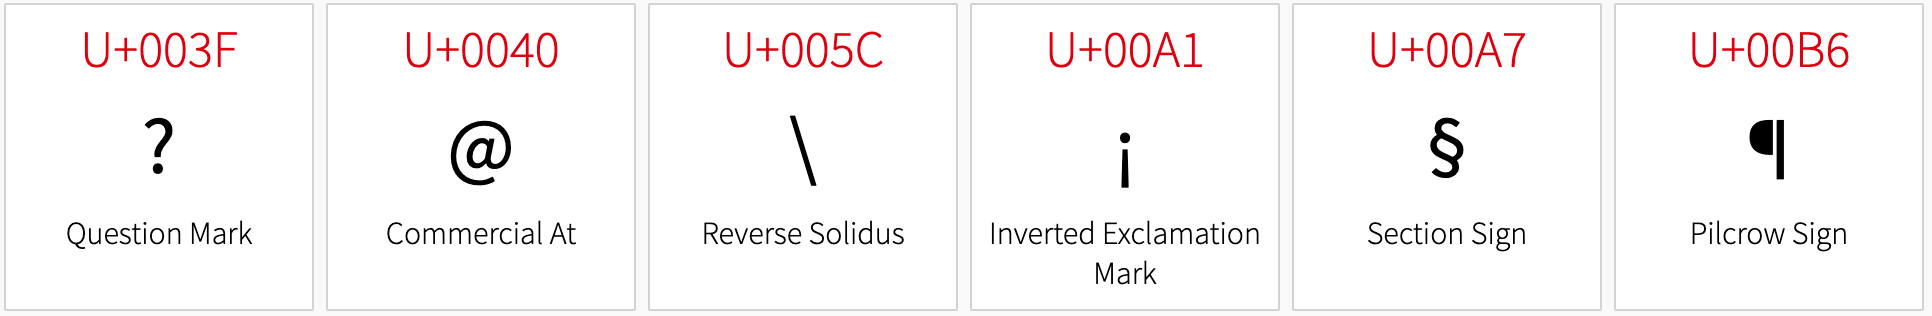 U+003F U+0040 U+005C U+00A1 U+00A7 U+00B6
? @ \ ¡ § ¶
Question Mark Commercial At Reverse Solidus Inverted Exclamation Section Sign Pilcrow Sign
Mark